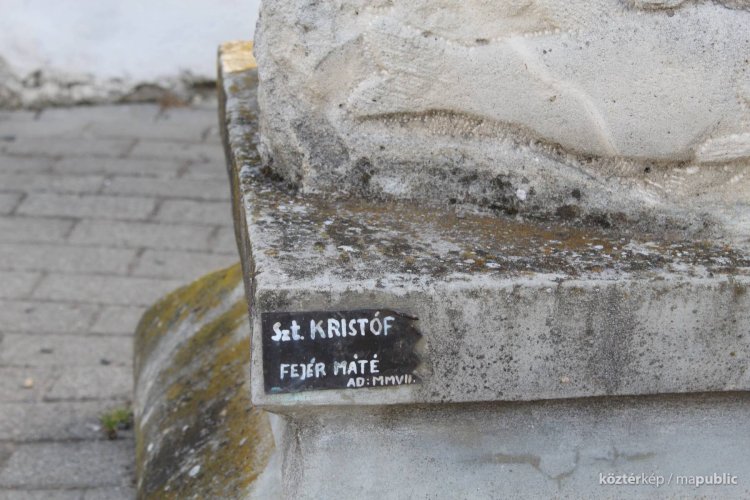 Szt. KRISTÓF
FEJÉR MÁTÉ
AD: MMVII.
köztérkép / mapublic